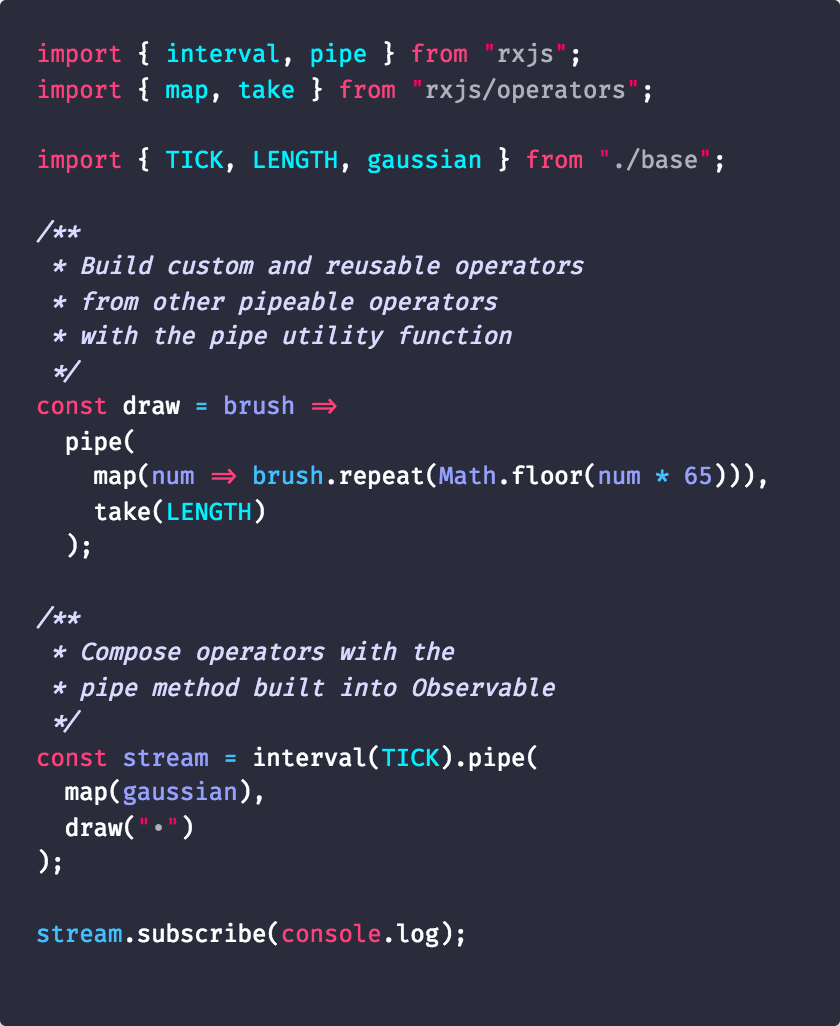 import { interval, pipe } from "rxjs";
import { map, take } from "rxjs/operators";

import { TICK, LENGTH, gaussian } from "./base";

/**
 * Build custom and reusable operators
 * from other pipeable operators
 * with the pipe utility function
 */
const draw = brush =>
  pipe(
    map(num => brush.repeat(Math.floor(num * 65))),
    take(LENGTH)
  );

/**
 * Compose operators with the
 * pipe method built into Observable
 */
const stream = interval(TICK).pipe(
  map(gaussian),
  draw("•")
);

stream.subscribe(console.log);